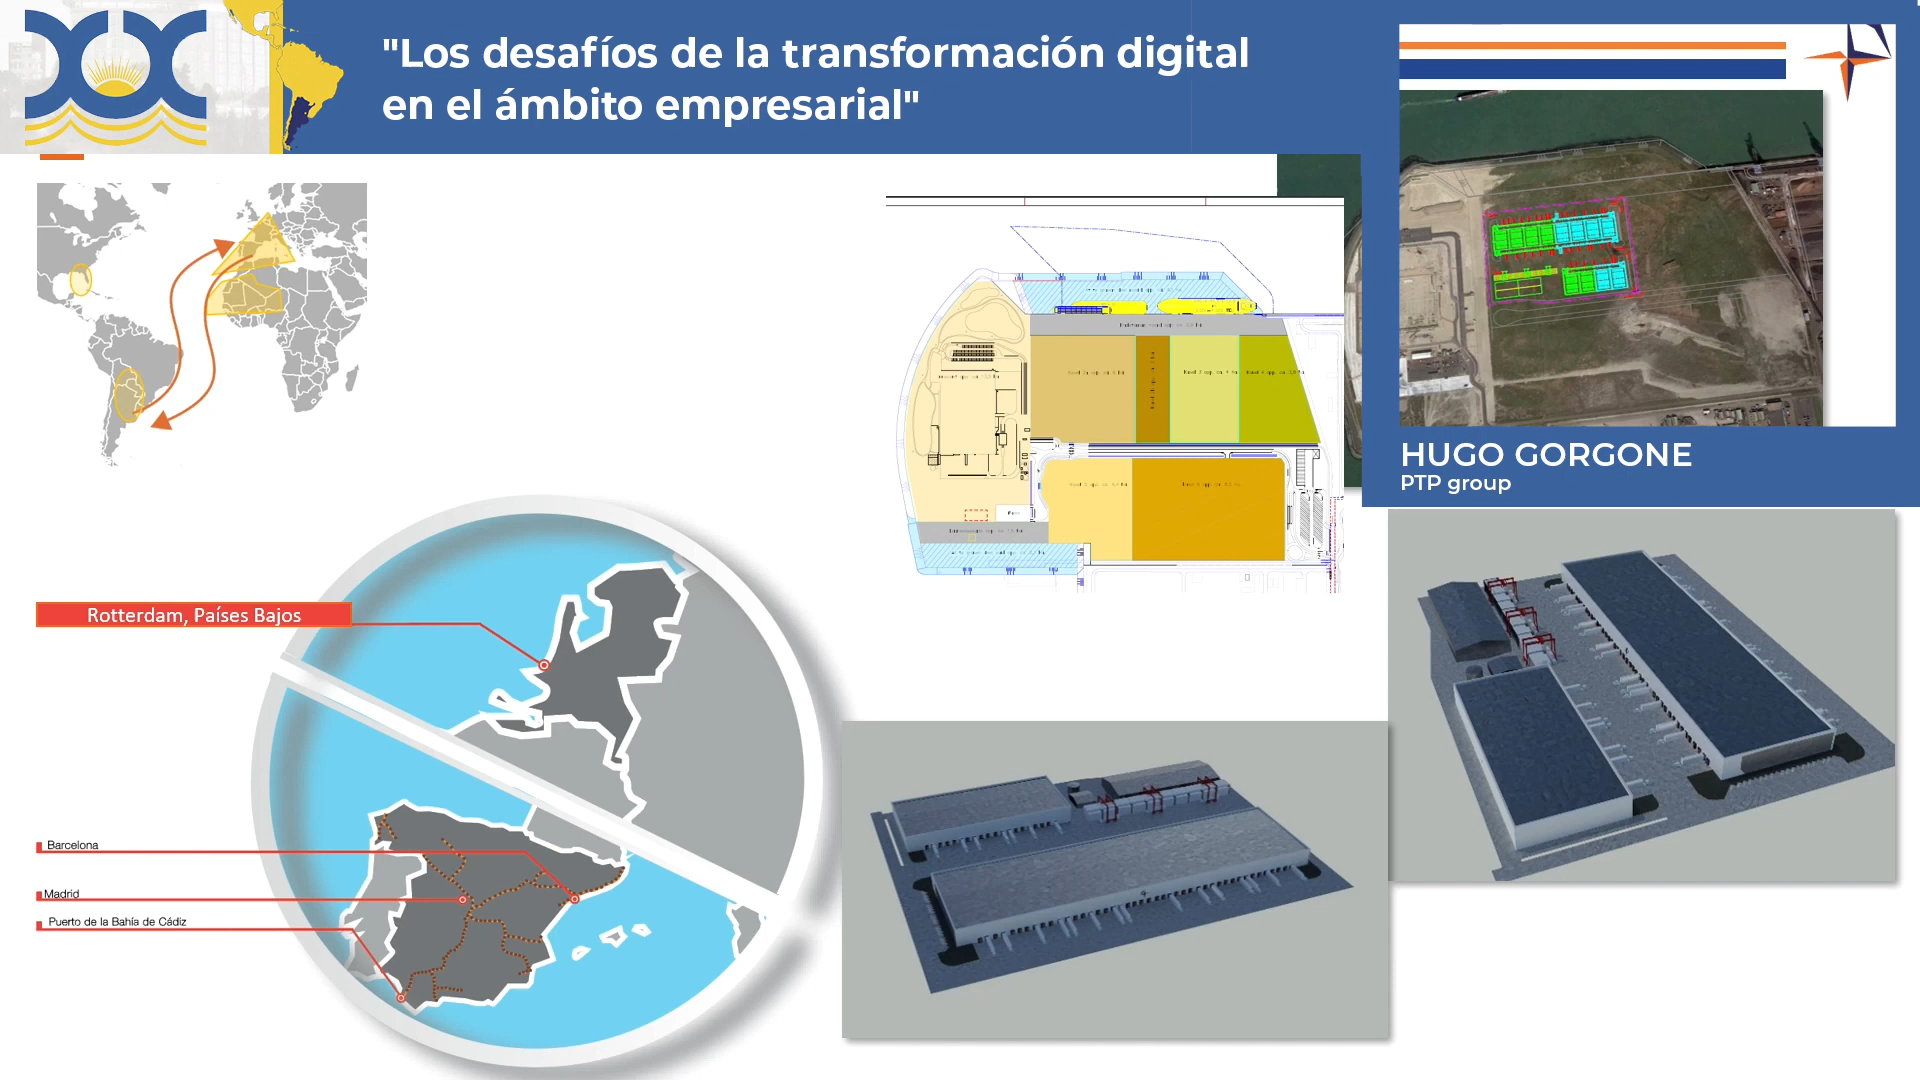 "Los desafíos de la transformación digital
en el ámbito empresarial"
HUGO GORGONE
PTP group
Rotterdam, Países Bajos
Barcelona
Madrid
Puerto de la Bahía de Cádiz